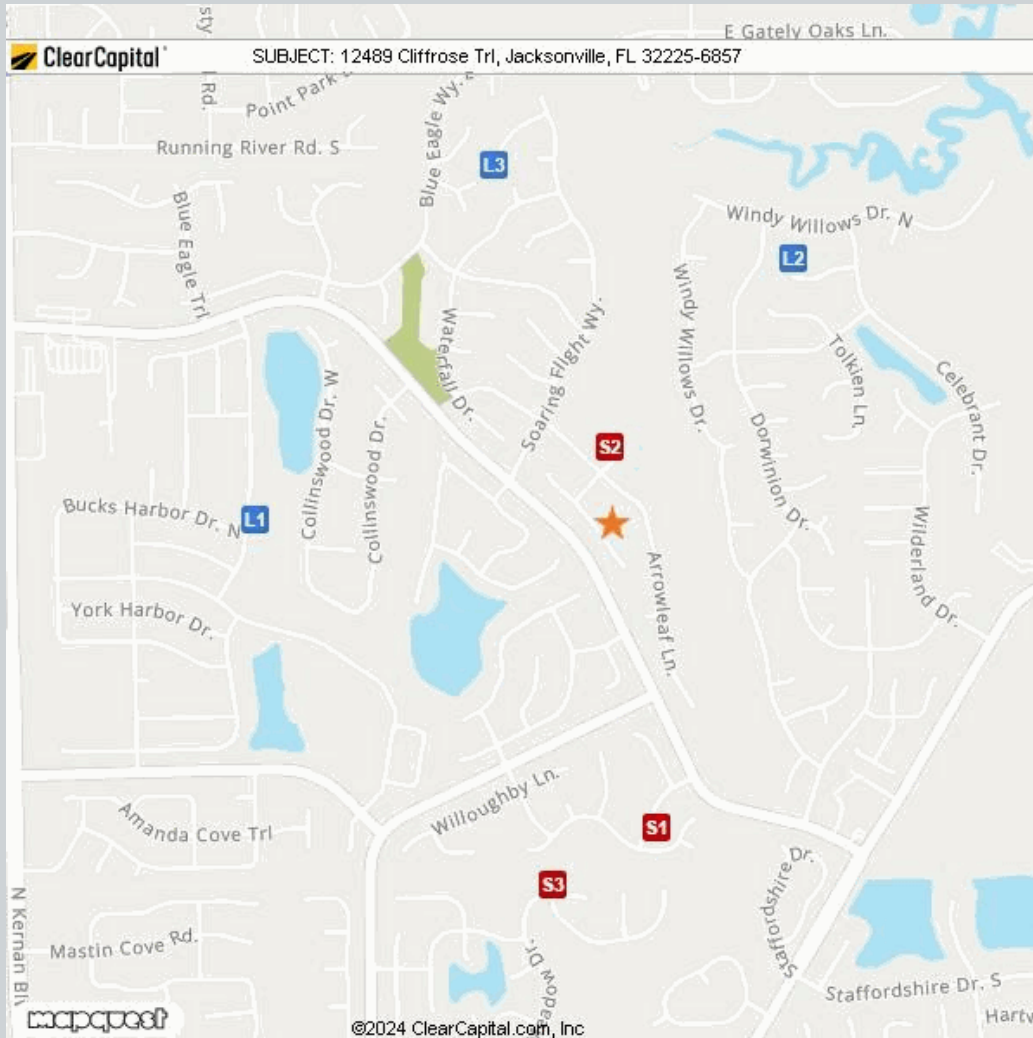 E Gately Oaks Ln.
ClearCapital
SUBJECT: 12489 Cliffrose Trl, Jacksonville, FL 32225-6857
sty
Rd.
Point Park
Blue Eagle Wy.
Running River Rd. S
L3
Blue Eagle Trl
Windy Willows Dr. N
L2
Windy Willows Dr.
Waterfall Dr.
Soaring Flight Wy.
Tolkien Ln.
Celebrant Dr.
Collinswood Dr. W
Collinswood Dr.
S2
Dorwinion Dr.
Bucks Harbor Dr. N
L1
Wilderland Dr.
Arrowleaf Ln.
York Harbor Dr.
Willoughby Ln.
Amanda Cove Trl
S1
S3
Staffordshire Dr.
N Kernan Bl
Mastin Cove Rd.
eadow Dr.
Staffordshire Dr. S
Hartw
mapquest
©2024 ClearCapital.com, Inc